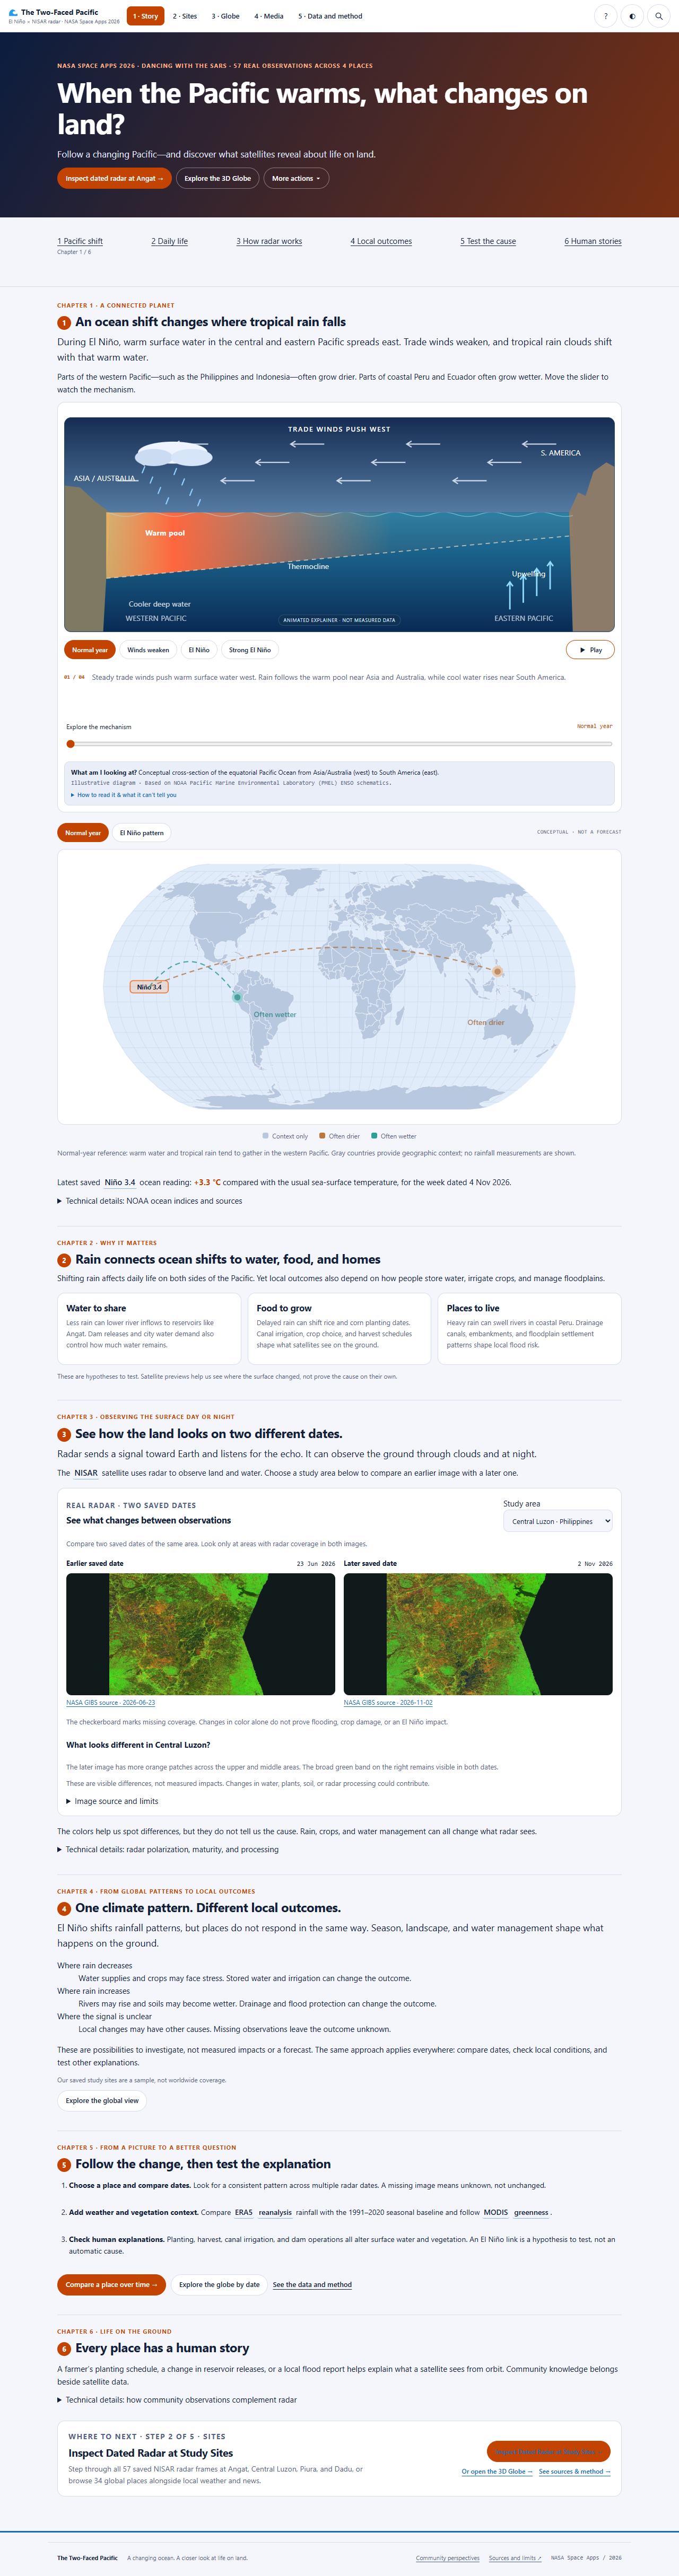 The Two-Faced Pacific
El Niño × NISAR radar · NASA Space Apps 2026
1 · Story
2 · Sites
3 · Globe
4 · Media
5 · Data and method
?
NASA SPACE APPS 2026 · DANCING WITH THE SARS · 57 REAL OBSERVATIONS ACROSS 4 PLACES
When the Pacific warms, what changes on
land?
Follow a changing Pacific—and discover what satellites reveal about life on land.
Inspect dated radar at Angat →
Explore the 3D Globe
More actions
1 Pacific shift
2 Daily life
3 How radar works
4 Local outcomes
5 Test the cause
6 Human stories
Chapter 1 / 6
CHAPTER 1 · A CONNECTED PLANET
1 An ocean shift changes where tropical rain falls
During El Niño, warm surface water in the central and eastern Pacific spreads east. Trade winds weaken, and tropical rain clouds shift
with that warm water.
Parts of the western Pacific—such as the Philippines and Indonesia—often grow drier. Parts of coastal Peru and Ecuador often grow wetter. Move the slider to
watch the mechanism.
TRADE WINDS PUSH WEST
S. AMERICA
ASIA / AUSTRALIA
Warm pool
Thermocline
Upwelling
Cooler deep water
WESTERN PACIFIC
ANIMATED EXPLAINER · NOT MEASURED DATA
EASTERN PACIFIC
Normal year
Winds weaken
El Niño
Strong El Niño
Play
01 / 04
Steady trade winds push warm surface water west. Rain follows the warm pool near Asia and Australia, while cool water rises near South America.
Explore the mechanism
Normal year
What am I looking at? Conceptual cross-section of the equatorial Pacific Ocean from Asia/Australia (west) to South America (east).
Illustrative diagram · Based on NOAA Pacific Marine Environmental Laboratory (PMEL) ENSO schematics.
How to read it & what it can't tell you
Normal year
El Niño pattern
CONCEPTUAL · NOT A FORECAST
Niño 3.4
Often wetter
Often drier
Context only
Often drier
Often wetter
Normal-year reference: warm water and tropical rain tend to gather in the western Pacific. Gray countries provide geographic context; no rainfall measurements are shown.
Latest saved Niño 3.4 ocean reading: +3.3 °C compared with the usual sea-surface temperature, for the week dated 4 Nov 2026.
Technical details: NOAA ocean indices and sources
CHAPTER 2 · WHY IT MATTERS
2 Rain connects ocean shifts to water, food, and homes
Shifting rain affects daily life on both sides of the Pacific. Yet local outcomes also depend on how people store water, irrigate crops, and manage floodplains.
Water to share
Less rain can lower river inflows to reservoirs like
Angat. Dam releases and city water demand also
control how much water remains.
Food to grow
Delayed rain can shift rice and corn planting dates.
Canal irrigation, crop choice, and harvest schedules
shape what satellites see on the ground.
Places to live
Heavy rain can swell rivers in coastal Peru. Drainage
canals, embankments, and floodplain settlement
patterns shape local flood risk.
These are hypotheses to test. Satellite previews help us see where the surface changed, not prove the cause on their own.
CHAPTER 3 · OBSERVING THE SURFACE DAY OR NIGHT
3 See how the land looks on two different dates.
Radar sends a signal toward Earth and listens for the echo. It can observe the ground through clouds and at night.
The NISAR satellite uses radar to observe land and water. Choose a study area below to compare an earlier image with a later one.
REAL RADAR · TWO SAVED DATES
See what changes between observations
Study area
Central Luzon · Philippines
Compare two saved dates of the same area. Look only at areas with radar coverage in both images.
Earlier saved date
23 Jun 2026
Later saved date
2 Nov 2026
NASA GIBS source · 2026-06-23
NASA GIBS source · 2026-11-02
The checkerboard marks missing coverage. Changes in color alone do not prove flooding, crop damage, or an El Niño impact.
What looks different in Central Luzon?
The later image has more orange patches across the upper and middle areas. The broad green band on the right remains visible in both dates.
These are visible differences, not measured impacts. Changes in water, plants, soil, or radar processing could contribute.
Image source and limits
The colors help us spot differences, but they do not tell us the cause. Rain, crops, and water management can all change what radar sees.
Technical details: radar polarization, maturity, and processing
CHAPTER 4 · FROM GLOBAL PATTERNS TO LOCAL OUTCOMES
4 One climate pattern. Different local outcomes.
El Niño shifts rainfall patterns, but places do not respond in the same way. Season, landscape, and water management shape what
happens on the ground.
Where rain decreases
Water supplies and crops may face stress. Stored water and irrigation can change the outcome.
Where rain increases
Rivers may rise and soils may become wetter. Drainage and flood protection can change the outcome.
Where the signal is unclear
Local changes may have other causes. Missing observations leave the outcome unknown.
These are possibilities to investigate, not measured impacts or a forecast. The same approach applies everywhere: compare dates, check local conditions, and
test other explanations.
Our saved study sites are a sample, not worldwide coverage.
Explore the global view
CHAPTER 5 · FROM A PICTURE TO A BETTER QUESTION
5 Follow the change, then test the explanation
1. Choose a place and compare dates. Look for a consistent pattern across multiple radar dates. A missing image means unknown, not unchanged.
2. Add weather and vegetation context. Compare ERA5 reanalysis rainfall with the 1991–2020 seasonal baseline and follow MODIS greenness .
3. Check human explanations. Planting, harvest, canal irrigation, and dam operations all alter surface water and vegetation. An El Niño link is a hypothesis to test, not an
automatic cause.
Compare a place over time →
Explore the globe by date
See the data and method
CHAPTER 6 · LIFE ON THE GROUND
6 Every place has a human story
A farmer's planting schedule, a change in reservoir releases, or a local flood report helps explain what a satellite sees from orbit. Community knowledge belongs
beside satellite data.
Technical details: how community observations complement radar
WHERE TO NEXT · STEP 2 OF 5 · SITES
Inspect Dated Radar at Study Sites
Step through all 57 saved NISAR radar frames at Angat, Central Luzon, Piura, and Dadu, or
browse 34 global places alongside local weather and news.
Or open the 3D Globe →
See sources & method →
The Two-Faced Pacific
A changing ocean. A closer look at life on land.
Community perspectives
Sources and limits ↗
NASA Space Apps / 2026